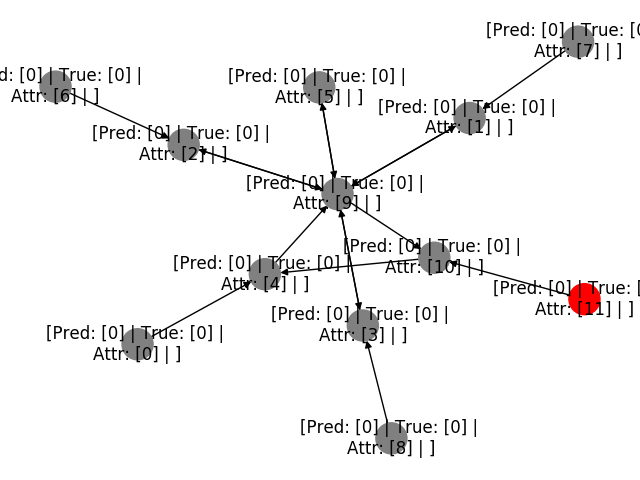 [Pred: [0] | True: [0
Attr: [7] | ]
d: [0] | True: [0] |
Attr: [6] | ]
[Pred: [0] | True: [0] |
Attr: [5] | ]
[Pred: [0] | True: [0] |
Attr: [1] | ]
[Pred: [0] | True: [0] |
Attr: [2] | ]
[Pred: [0] | True: [0] |
Attr: [9] | ]
[Pred: [0] | True: [0] |
Attr: [10] | ]
[Pred: [0] | True: [0] |
Attr: [4] | ]
[Pred: [0] | True: [
Attr: [11] | ]
[Pred: [0] | True: [0] |
Attr: [3] | ]
[Pred: [0] | True: [0] |
Attr: [0] | ]
[Pred: [0] | True: [0] |
Attr: [8] | ]